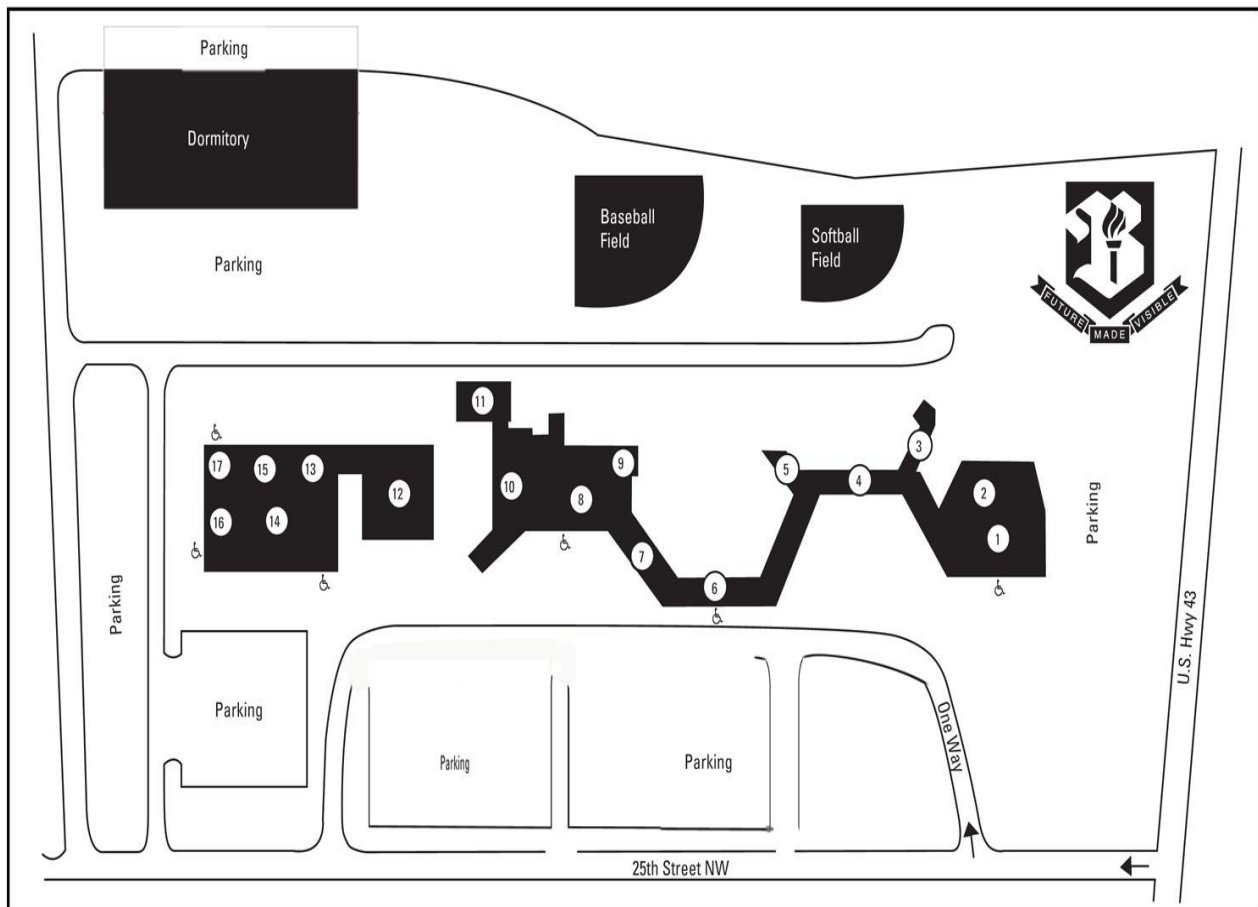 Parking
Dormitory
Parking
Baseball
Field
Softball
Field
FUTURE
MADE
VISIBLE
11
17
15
13
12
16
14
10
9
8
7
6
5
4
3
2
1
Parking
Parking
Parking
Parking
Parking
One Way
U.S. Hwy 43
25th Street NW